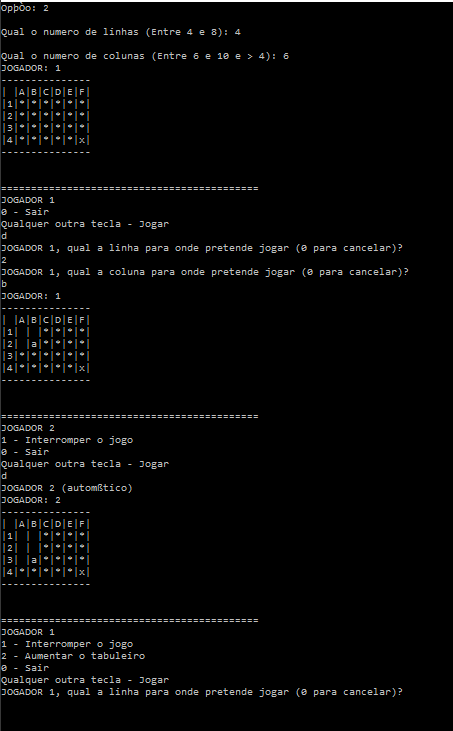 OpþÒo: 2
Qual o numero de linhas (Entre 4 e 8): 4
Qual o numero de colunas (Entre 6 e 10 e > 4): 6
JOGADOR: 1
---------------
| |A|B|C|D|E|F|
|1|*|*|*|*|*|*|
|2|*|*|*|*|*|*|
|3|*|*|*|*|*|*|
|4|*|*|*|*|*|x|
---------------
===========================================
JOGADOR 1
0 - Sair
Qualquer outra tecla - Jogar
d
JOGADOR 1, qual a linha para onde pretende jogar (0 para cancelar)?
2
JOGADOR 1, qual a coluna para onde pretende jogar (0 para cancelar)?
b
JOGADOR: 1
---------------
| |A|B|C|D|E|F|
|1| | |*|*|*|*|
|2| |a|*|*|*|*|
|3|*|*|*|*|*|*|
|4|*|*|*|*|*|x|
---------------
===========================================
JOGADOR 2
1 - Interromper o jogo
0 - Sair
Qualquer outra tecla - Jogar
d
JOGADOR 2 (automßtico)
JOGADOR: 2
---------------
| |A|B|C|D|E|F|
|1| | |*|*|*|*|
|2| | |*|*|*|*|
|3| |a|*|*|*|*|
|4|*|*|*|*|*|x|
---------------
===========================================
JOGADOR 1
1 - Interromper o jogo
2 - Aumentar o tabuleiro
0 - Sair
Qualquer outra tecla - Jogar
JOGADOR 1, qual a linha para onde pretende jogar (0 para cancelar)?